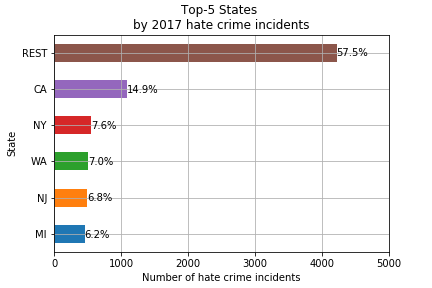 Top-5 States
by 2017 hate crime incidents
REST
57.5%
CA
14.9%
NY
7.6%
WA
7.0%
NJ
6.8%
MI
6.2%
State
0 1000 2000 3000 4000 5000
Number of hate crime incidents